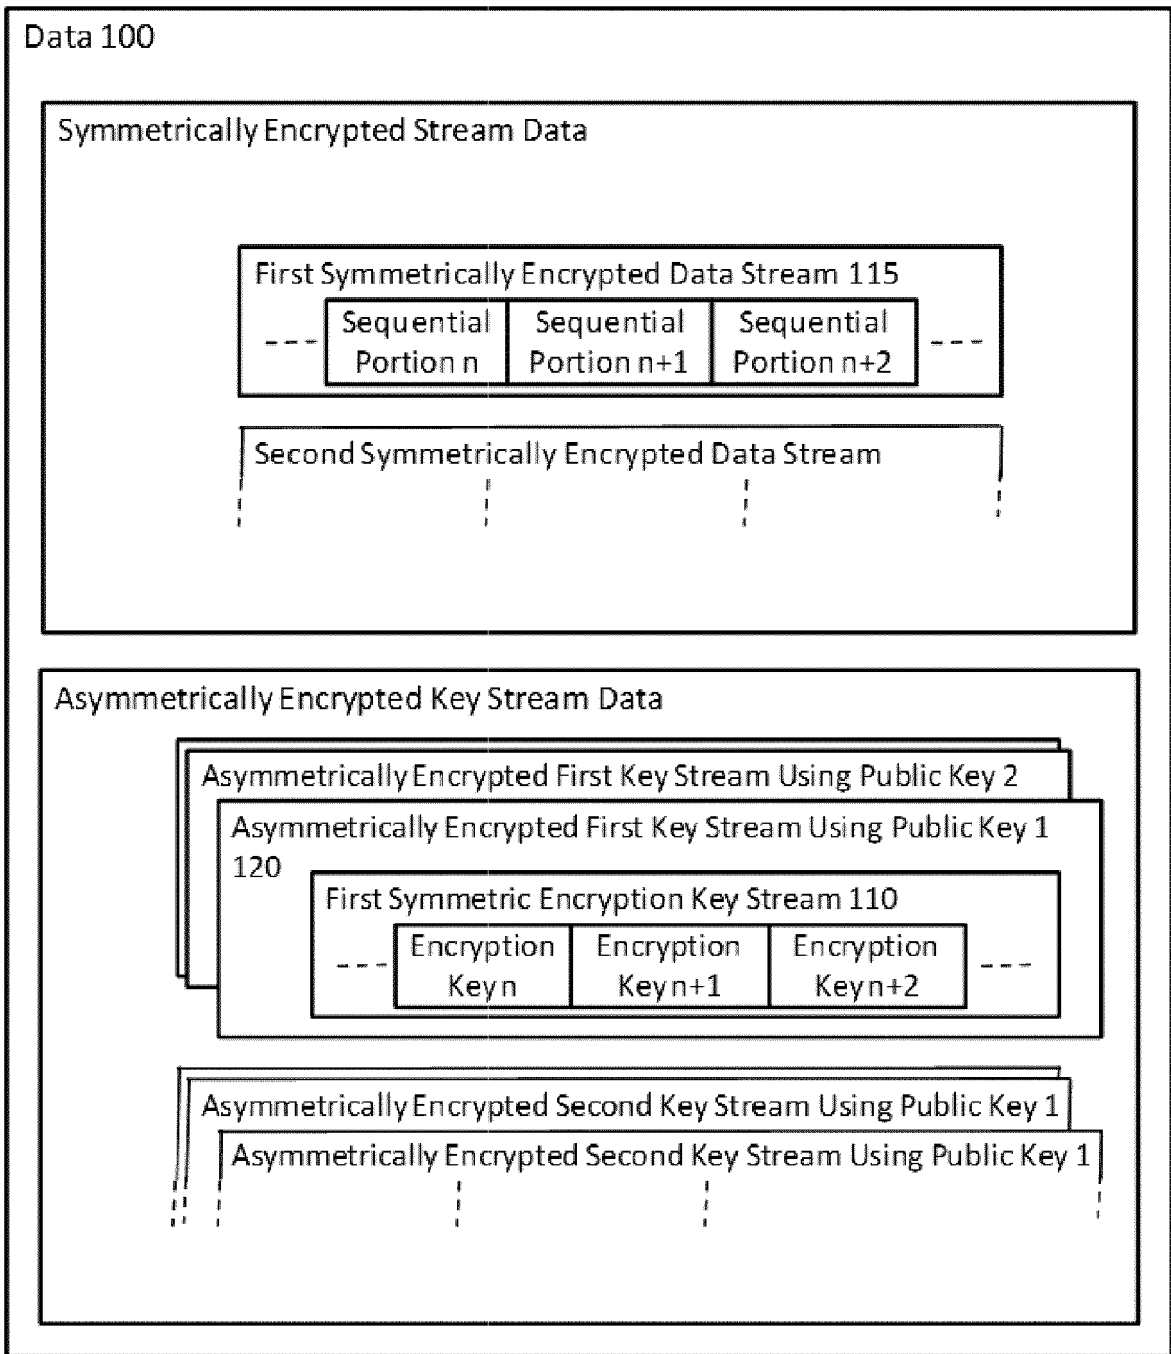 Data 100
Symmetrically Encrypted Stream Data
First Symmetrically Encrypted Data Stream 115
Sequential Portion n
Sequential Portion n+1
Sequential Portion n+2
Second Symmetrically Encrypted Data Stream
Asymmetrically Encrypted Key Stream Data
Asymmetrically Encrypted First Key Stream Using Public Key 2
Asymmetrically Encrypted First Key Stream Using Public Key 1
120
First Symmetric Encryption Key Stream 110
Encryption Key n
Encryption Key n+1
Encryption Key n+2
Asymmetrically Encrypted Second Key Stream Using Public Key 1
Asymmetrically Encrypted Second Key Stream Using Public Key 1